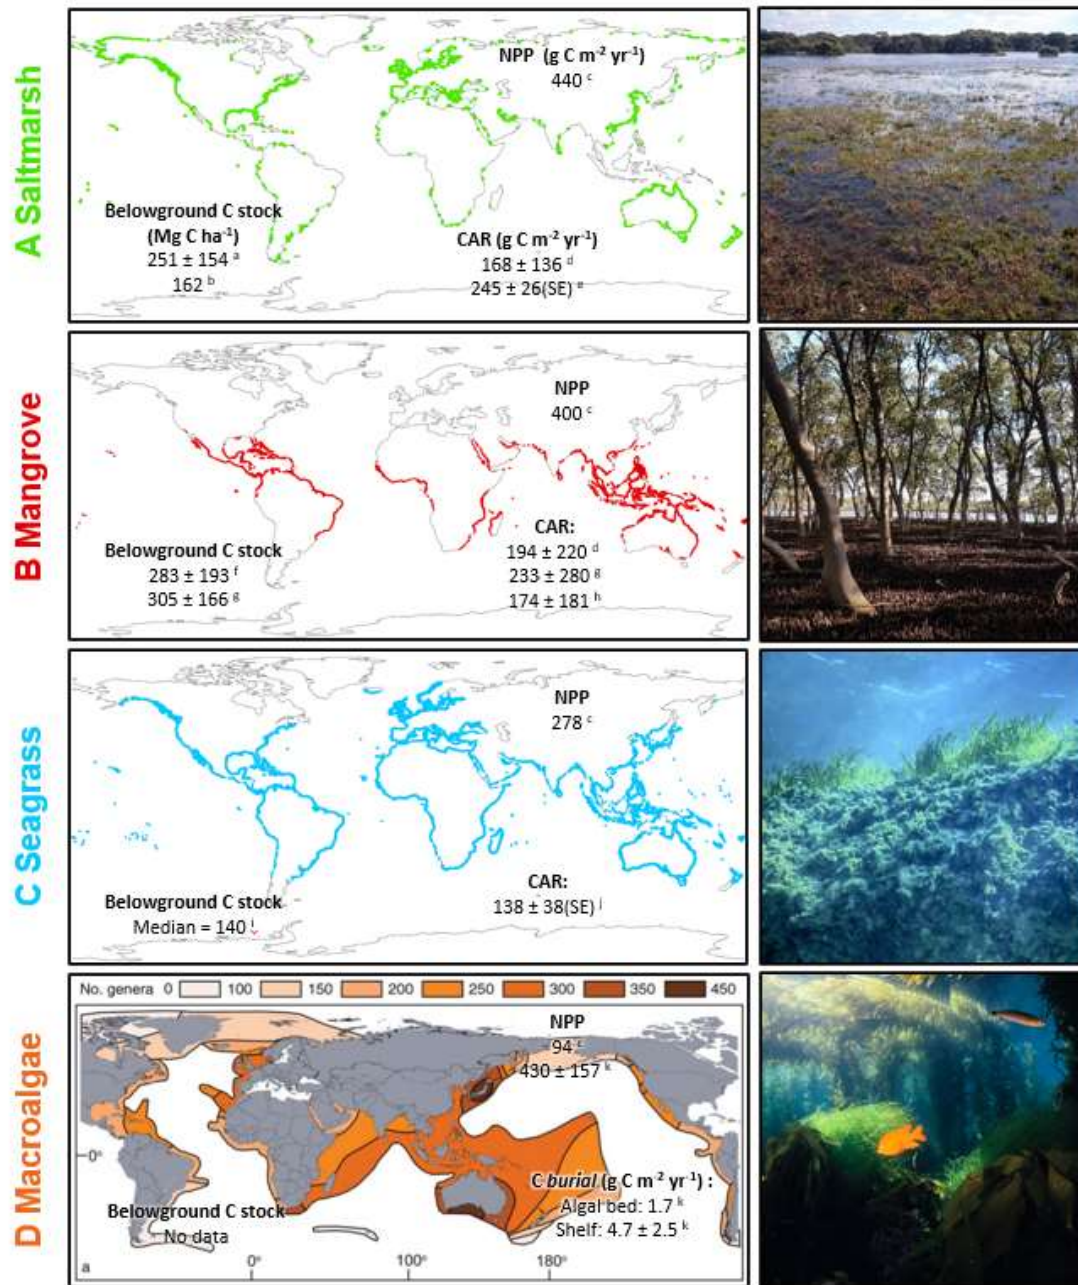 A Saltmarsh
NPP (g C m⁻² yr⁻¹)
440 ᶜ
Belowground C stock
(Mg C ha⁻¹)
251 ± 154 ᵃ
162 ᵇ
CAR (g C m⁻² yr⁻¹)
168 ± 136 ᵈ
245 ± 26(SE) ᵉ
B Mangrove
NPP
400 ᶜ
Belowground C stock
283 ± 193 ᶠ
305 ± 166 ᵍ
CAR:
194 ± 220 ᵈ
233 ± 280 ᵍ
174 ± 181 ʰ
C Seagrass
NPP
278 ᶜ
Belowground C stock
Median = 140 ⁱ
CAR:
138 ± 38(SE) ʲ
D Macroalgae
No. genera 0 100 150 200 250 300 350 450
NPP
94 ᶜ
430 ± 157 ᵏ
0°
C burial (g C m⁻² yr⁻¹) :
Algal bed: 1.7 ᵏ
Shelf: 4.7 ± 2.5 ᵏ
Belowground C stock
No data
a
0° 100° 180°